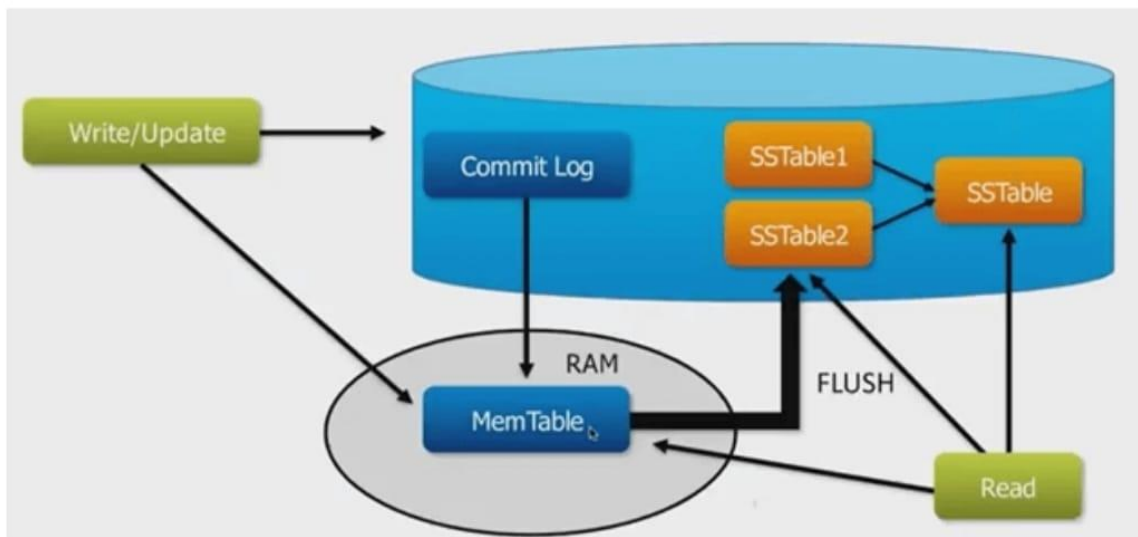 Write/Update
Commit Log
SSTable1
SSTable2
SSTable
RAM
MemTable
FLUSH
Read